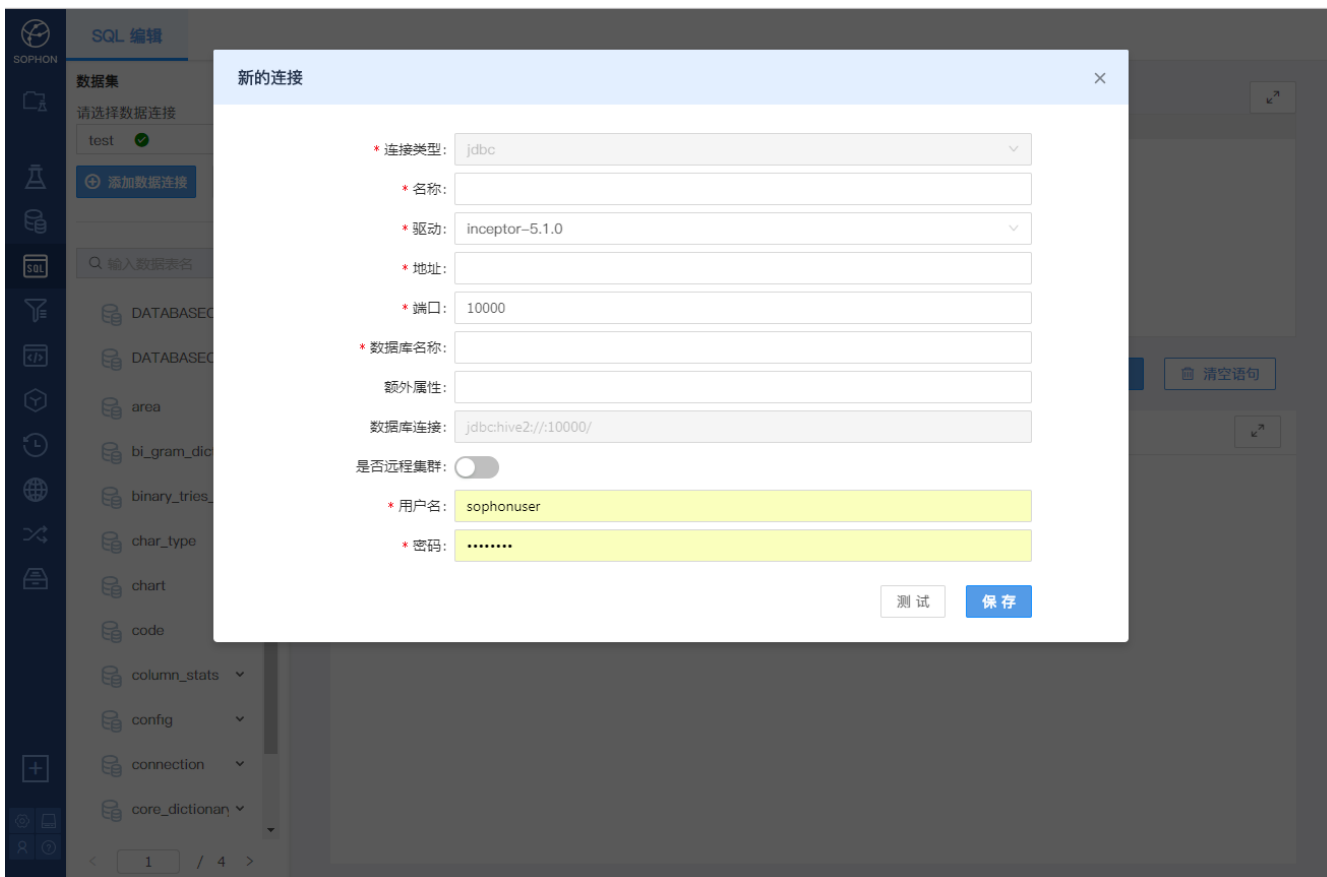 SOPHON
SQL 编辑
数据集
请选择数据连接
test
添加数据连接
输入数据表名
SQL
DATABASEC
DATABASEC
area
bi_gram_dic
binary_tries_
char_type
chart
code
column_stats
config
connection
core_dictionary
1 / 4
新的连接
* 连接类型: jdbc
* 名称:
* 驱动: inceptor-5.1.0
* 地址:
* 端口: 10000
* 数据库名称:
额外属性:
数据库连接: jdbc:hive2://:10000/
是否远程集群:
* 用户名: sophonuser
* 密码: ••••••••
测 试
保 存
清空语句